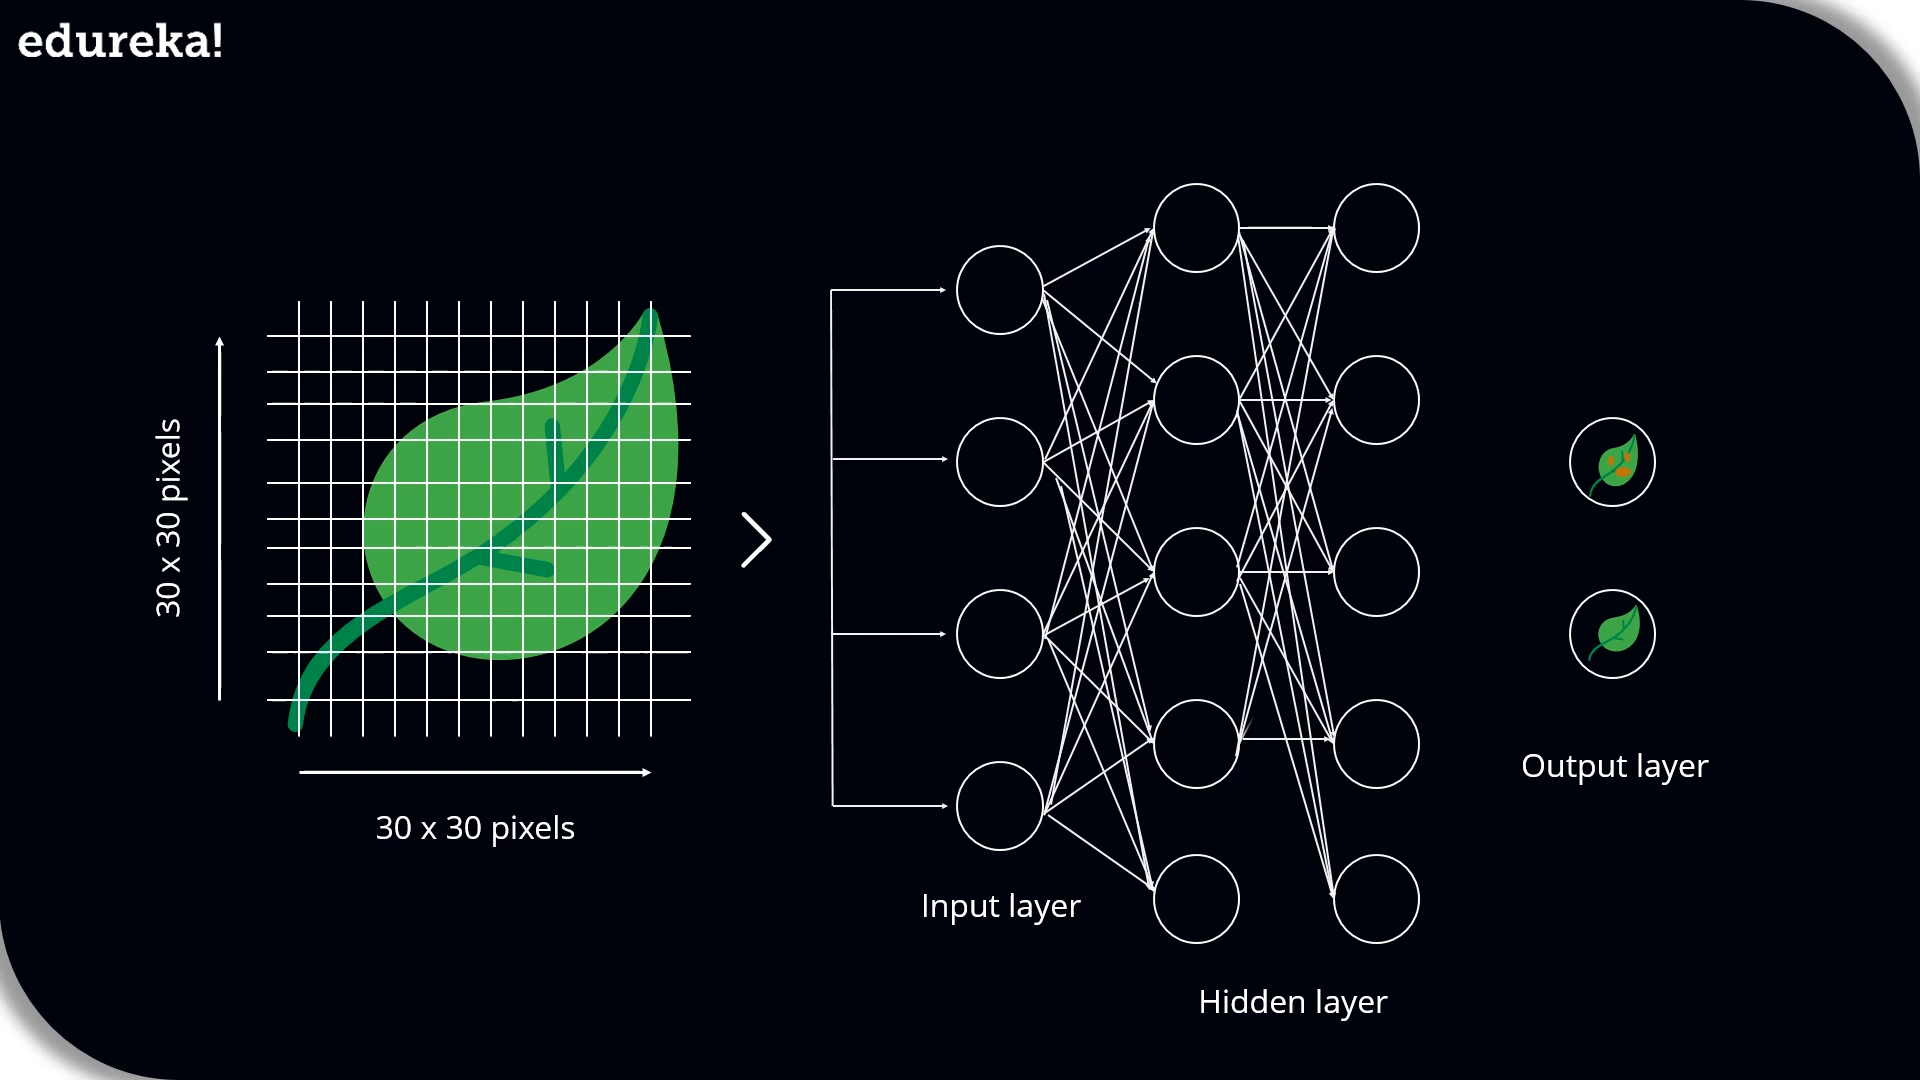 edureka!
30 x 30 pixels
30 x 30 pixels
Input layer
Hidden layer
Output layer